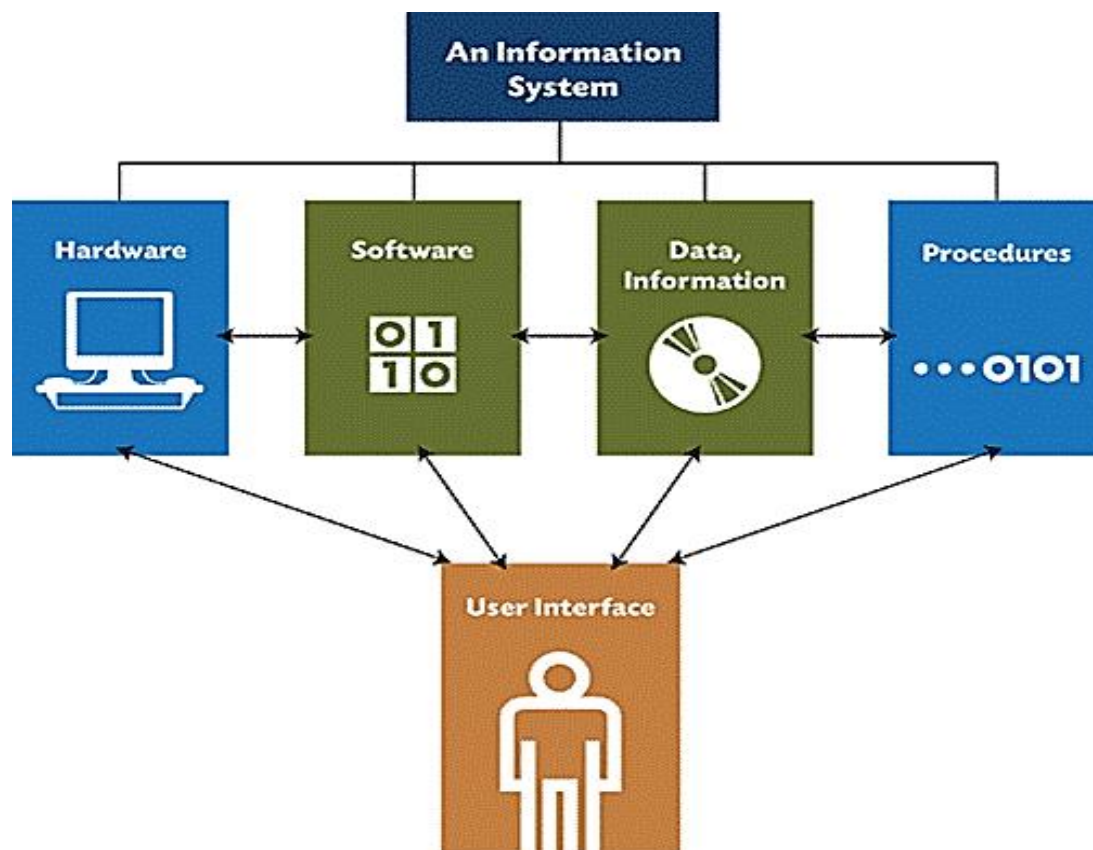 An Information
System
Hardware
Software
Data,
Information
Procedures
01
10
...0101
User Interface